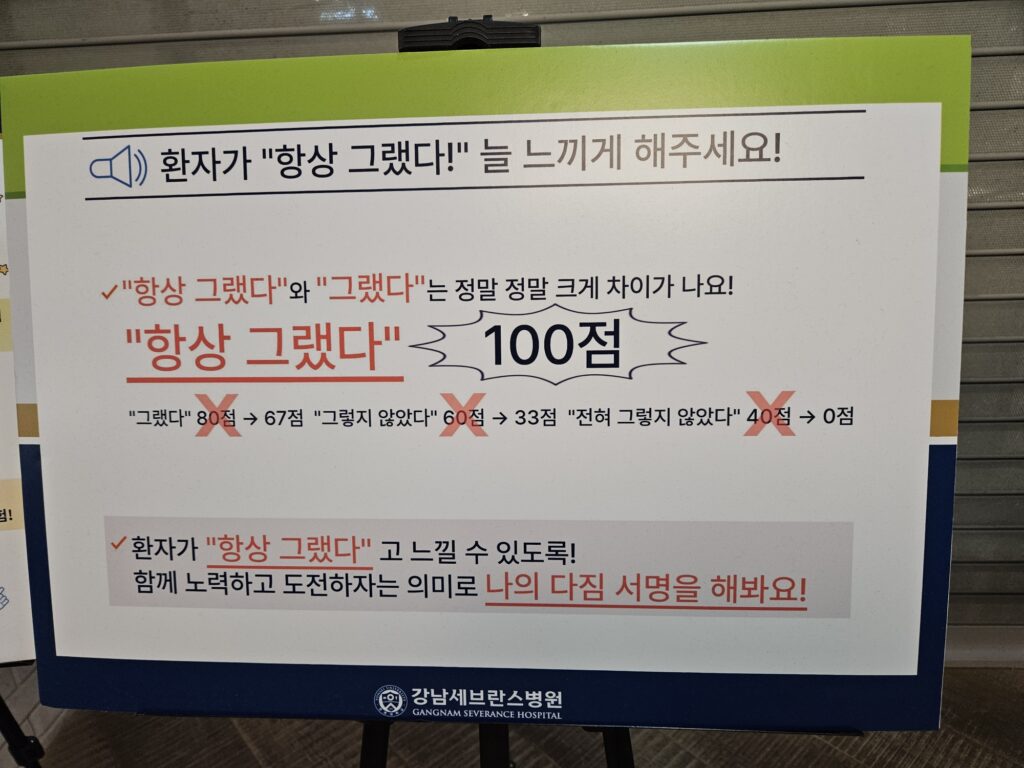 환자가 "항상 그랬다!" 늘 느끼게 해주세요!
"항상 그랬다"와 "그랬다"는 정말 정말 크게 차이가 나요!
"항상 그랬다" 100점
"그랬다" 80점 → 67점 "그렇지 않았다" 60점 → 33점 "전혀 그렇지 않았다" 40점 → 0점
환자가 "항상 그랬다" 고 느낄 수 있도록!
함께 노력하고 도전하자는 의미로 나의 다짐 서명을 해봐요!
강남세브란스병원
GANGNAM SEVERANCE HOSPITAL